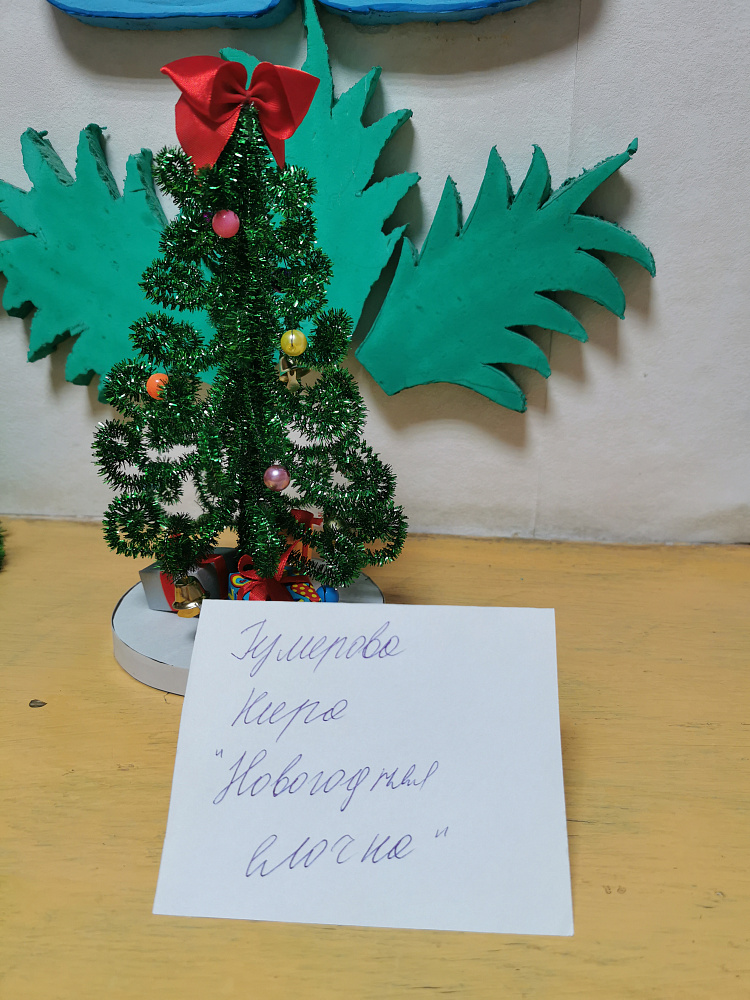 Гумерова
Кира
"Новогодняя
елочка"